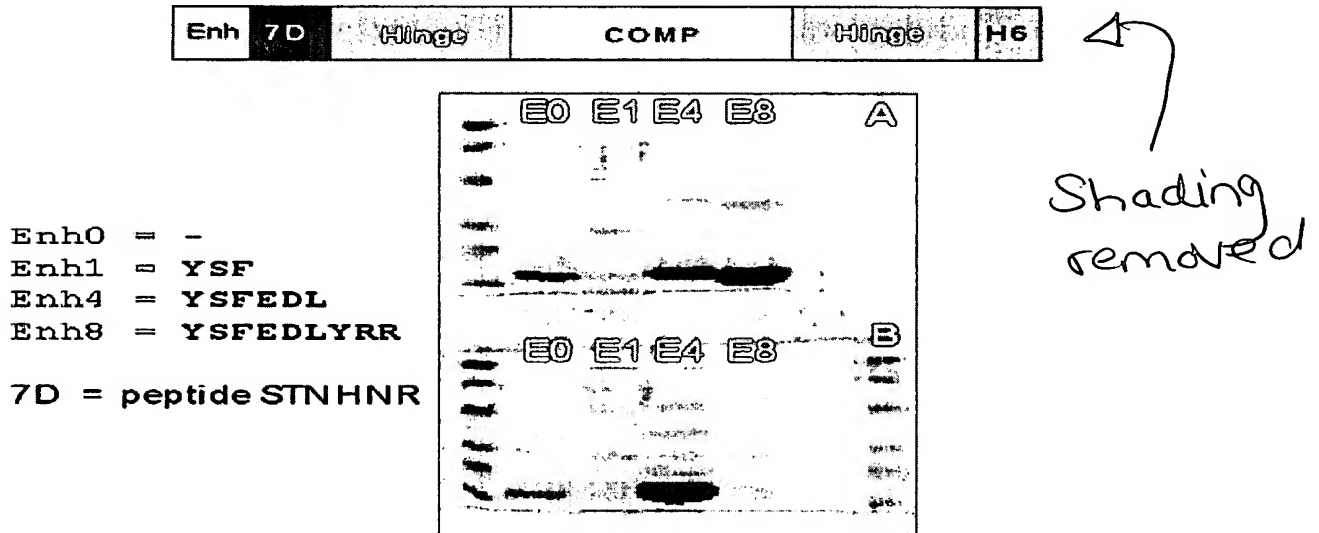 Enh 7D Hinge COMP Hinge H6
Shading
removed
E0 E1 E4 E8 A
Enh0 = -
Enh1 = YSF
Enh4 = YSFEDL
Enh8 = YSFEDLYRR
7D = peptide STNHNR
E0 E1 E4 E8 B